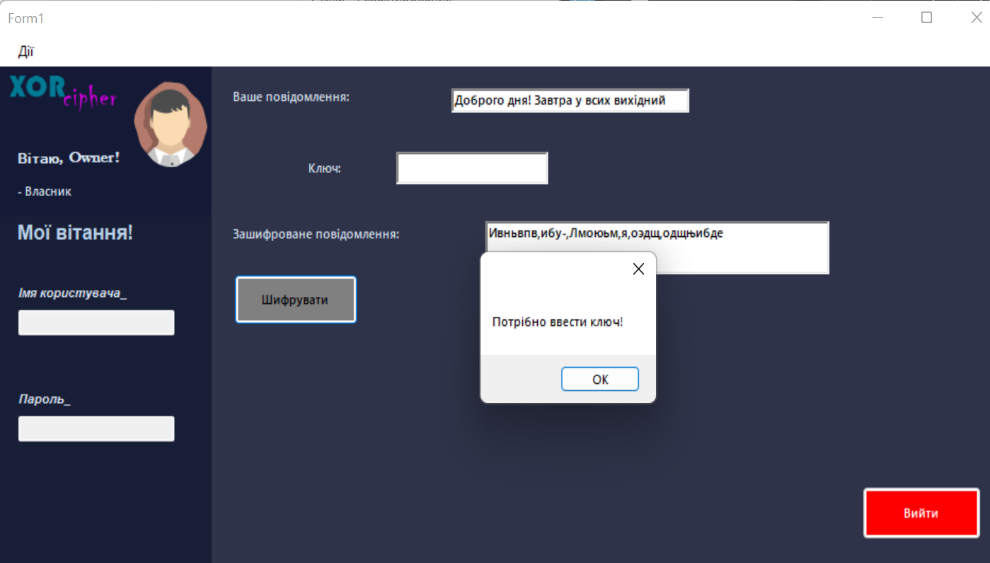 Form1
Дії
XOR
cipher
Вітаю, Owner!
- Власник
Мої вітання!
Імя користувача_
Пароль_
Ваше повідомлення:
Доброго дня! Завтра у всих вихідний
Ключ:
Зашифроване повідомлення:
Ивньвпв,ибу-,Лмоюьм,я,оэдщ,одщњибде
Шифрувати
Потрібно ввести ключ!
OK
Вийти